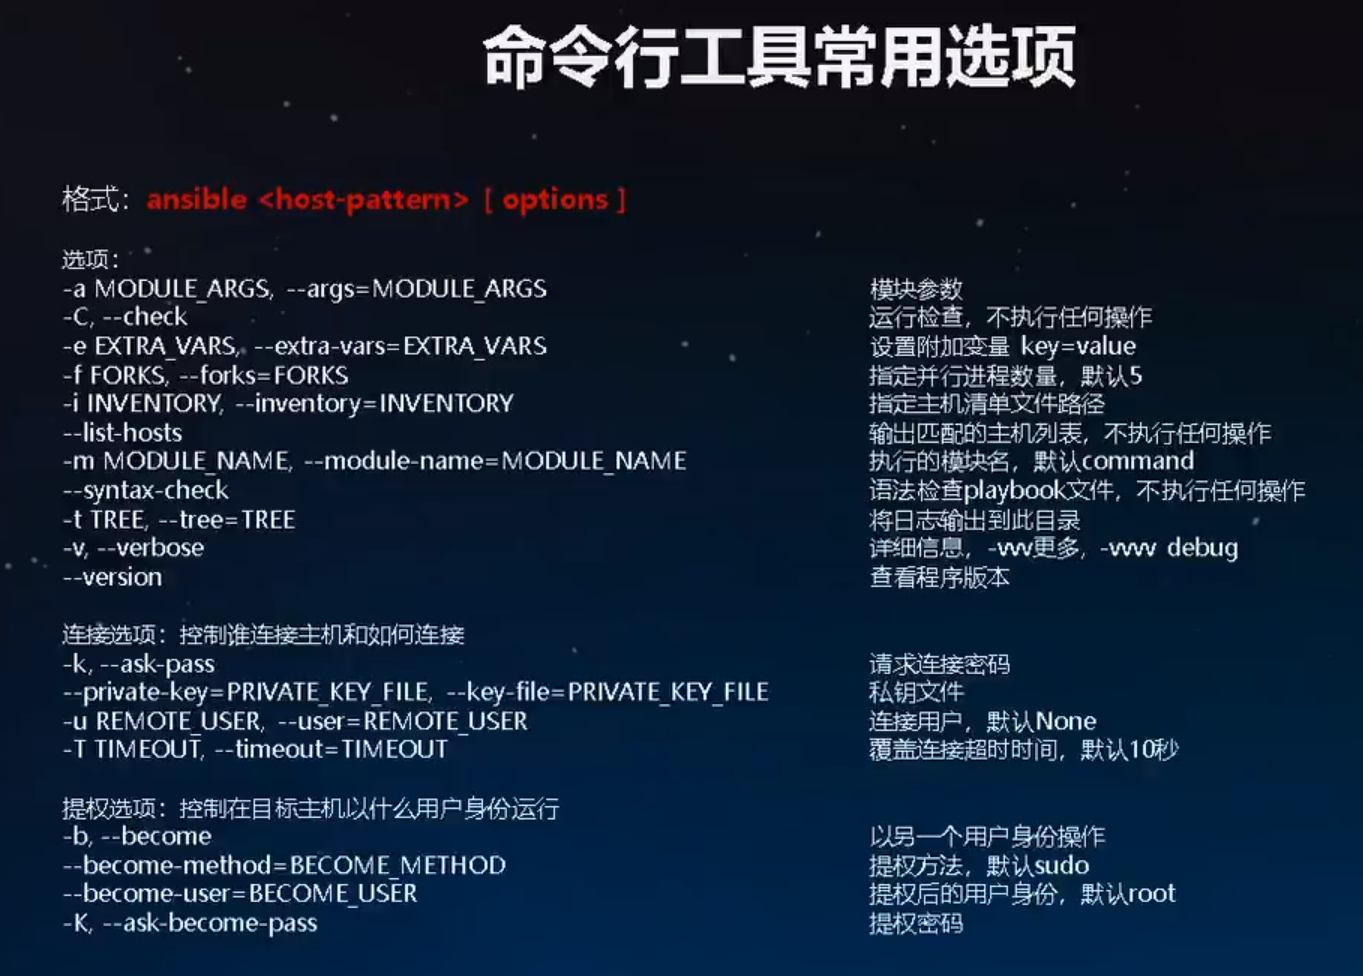 命令行工具常用选项
格式：ansible <host-pattern> [ options ]
选项：
-a MODULE_ARGS, --args=MODULE_ARGS 模块参数
-C, --check 运行检查，不执行任何操作
-e EXTRA_VARS, --extra-vars=EXTRA_VARS 设置附加变量 key=value
-f FORKS, --forks=FORKS 指定并行进程数量，默认5
-i INVENTORY, --inventory=INVENTORY 指定主机清单文件路径
--list-hosts 输出匹配的主机列表，不执行任何操作
-m MODULE_NAME, --module-name=MODULE_NAME 执行的模块名，默认command
--syntax-check 语法检查playbook文件，不执行任何操作
-t TREE, --tree=TREE 将日志输出到此目录
-v, --verbose 详细信息，-vvv更多，-vvvv debug
--version 查看程序版本
连接选项：控制谁连接主机和如何连接
-k, --ask-pass 请求连接密码
--private-key=PRIVATE_KEY_FILE, --key-file=PRIVATE_KEY_FILE 私钥文件
-u REMOTE_USER, --user=REMOTE_USER 连接用户，默认None
-T TIMEOUT, --timeout=TIMEOUT 覆盖连接超时时间，默认10秒
提权选项：控制在目标主机以什么用户身份运行
-b, --become 以另一个用户身份操作
--become-method=BECOME_METHOD 提权方法，默认sudo
--become-user=BECOME_USER 提权后的用户身份，默认root
-K, --ask-become-pass 提权密码